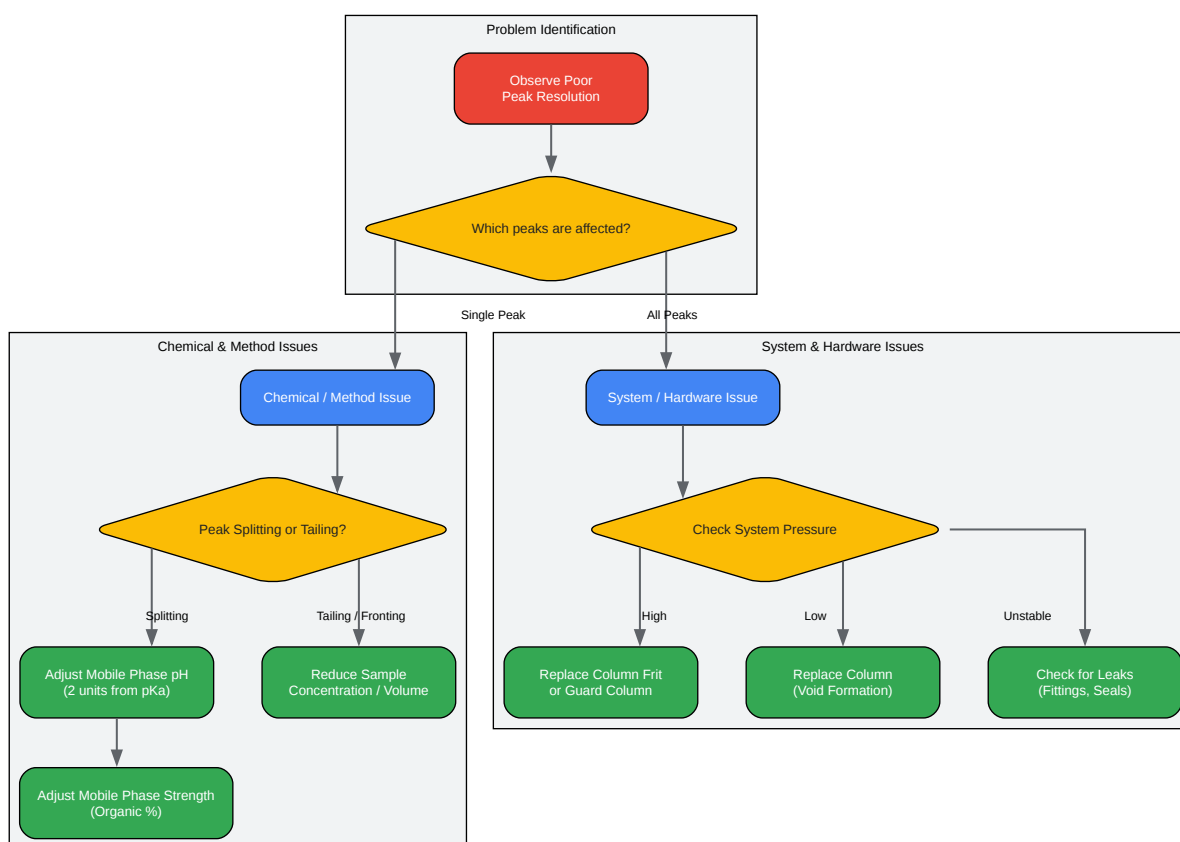 Problem Identification
Observe Poor
Peak Resolution
Which peaks are affected?
Single Peak
All Peaks
Chemical & Method Issues
System & Hardware Issues
Chemical / Method Issue
System / Hardware Issue
Peak Splitting or Tailing?
Check System Pressure
Splitting
Tailing / Fronting
High
Low
Unstable
Adjust Mobile Phase pH
(2 units from pKa)
Reduce Sample
Concentration / Volume
Replace Column Frit
or Guard Column
Replace Column
(Void Formation)
Check for Leaks
(Fittings, Seals)
Adjust Mobile Phase Strength
(Organic %)